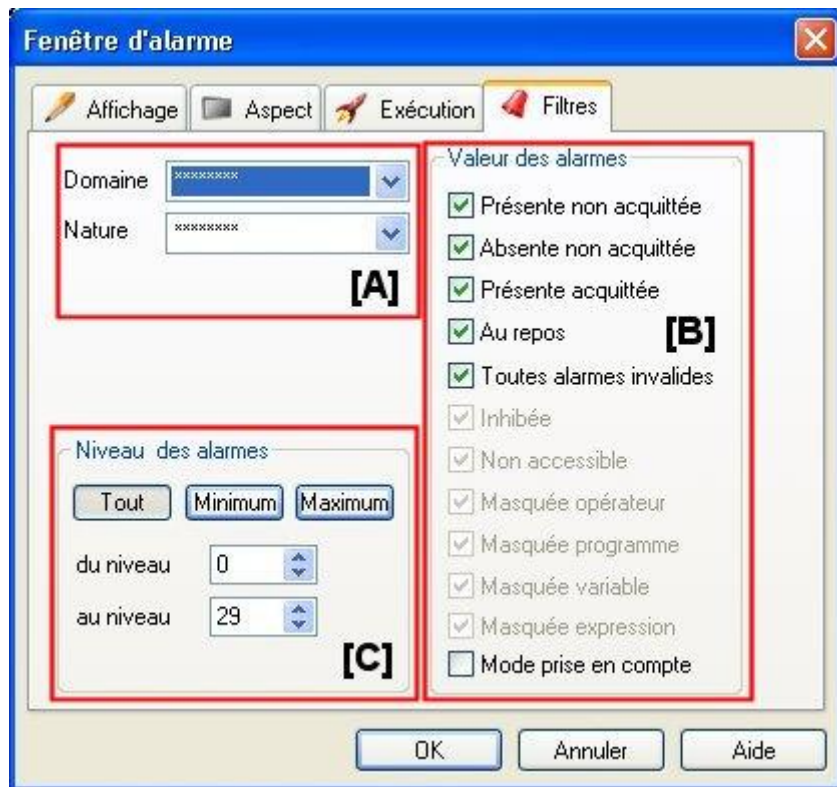 Fenêtre d'alarme
Affichage Aspect Exécution Filtres
Domaine ********
Nature ********
[A]
Valeur des alarmes
Présente non acquittée
Absente non acquittée
Présente acquittée
Au repos
[B]
Toutes alarmes invalides
Inhibée
Non accessible
Masquée opérateur
Masquée programme
Masquée variable
Masquée expression
Mode prise en compte
Niveau des alarmes
Tout Minimum Maximum
du niveau 0
au niveau 29
[C]
OK Annuler Aide